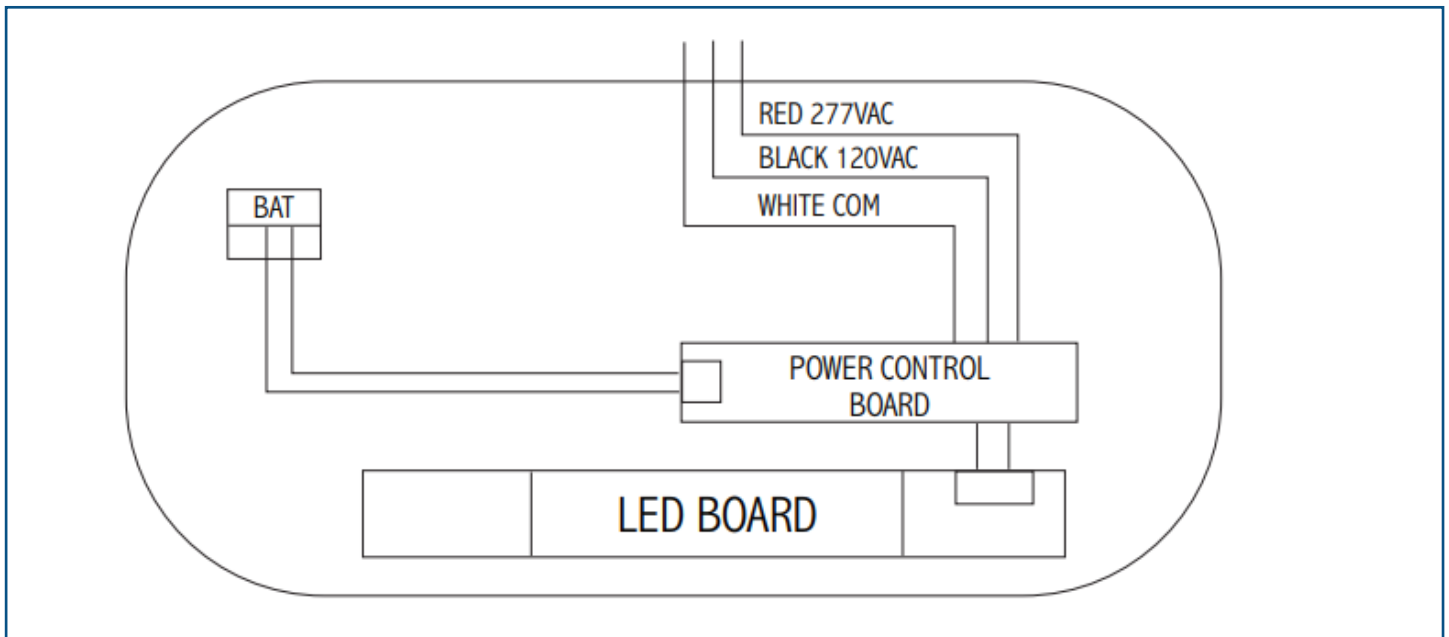 RED 277VAC
BLACK 120VAC
WHITE COM
BAT
POWER CONTROL
BOARD
LED BOARD